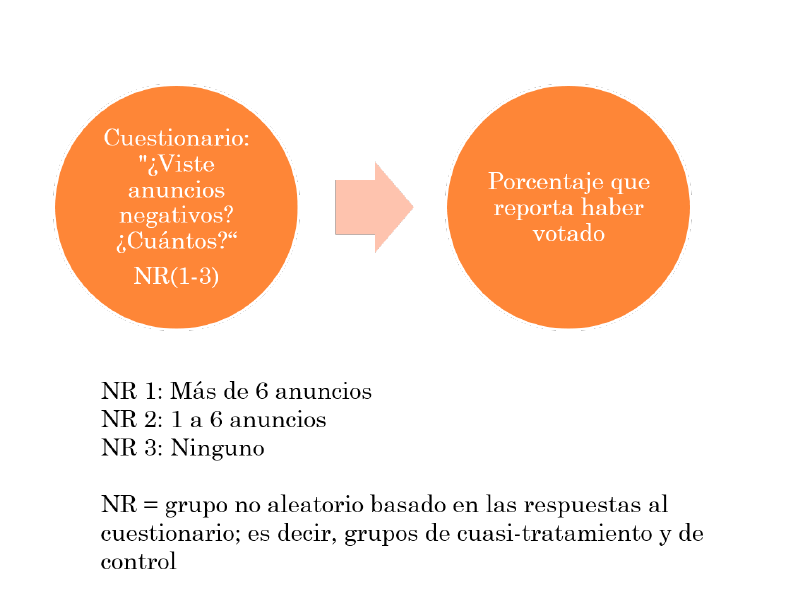 Cuestionario:
"¿Viste
anuncios
negativos?
¿Cuántos?“
NR(1-3)
Porcentaje que
reporta haber
votado
NR 1: Más de 6 anuncios
NR 2: 1 a 6 anuncios
NR 3: Ninguno
NR = grupo no aleatorio basado en las respuestas al
cuestionario; es decir, grupos de cuasi-tratamiento y de
control